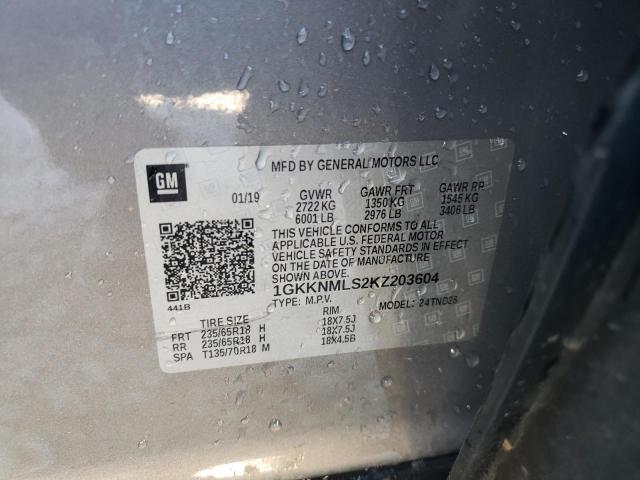 GM
MFD BY GENERAL MOTORS LLC
01/19 GVWR GAWR FRT GAWR RR
2722 KG 1350 KG 1545 KG
6001 LB 2976 LB 3406 LB
THIS VEHICLE CONFORMS TO ALL
APPLICABLE U.S. FEDERAL MOTOR
VEHICLE SAFETY STANDARDS IN EFFECT
ON THE DATE OF MANUFACTURE
SHOWN ABOVE.
1GKKNMLS2KZ203604
441B
TYPE: M.P.V. MODEL: 24TND26
TIRE SIZE RIM
FRT 235/65R18 H 18X7.5J
RR 235/65R18 H 18X7.5J
SPA T135/70R18 M 18X4.5B